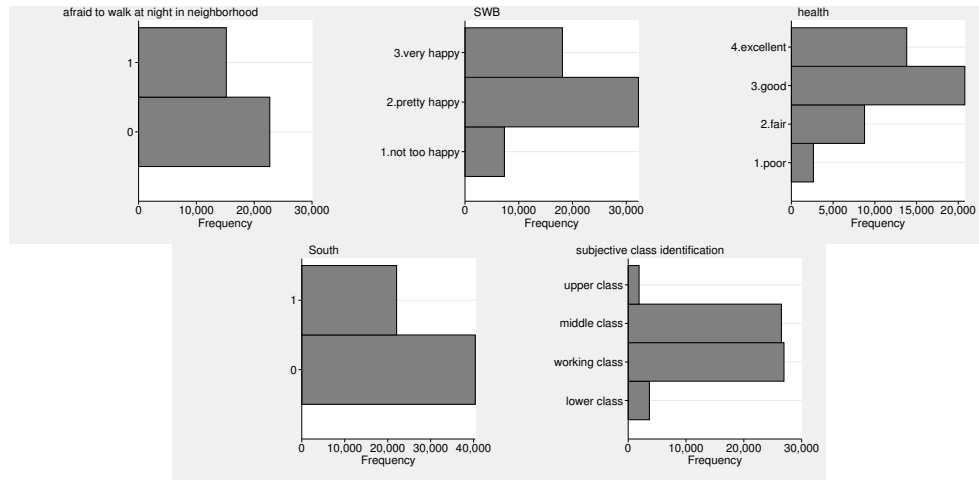 afraid to walk at night in neighborhood
1
0
0 10,000 20,000 30,000
Frequency
SWB
3.very happy
2.pretty happy
1.not too happy
0 10,000 20,000 30,000
Frequency
health
4.excellent
3.good
2.fair
1.poor
0 5,000 10,000 15,000 20,000
Frequency
South
1
0
0 10,000 20,000 30,000 40,000
Frequency
subjective class identification
upper class
middle class
working class
lower class
0 10,000 20,000 30,000
Frequency